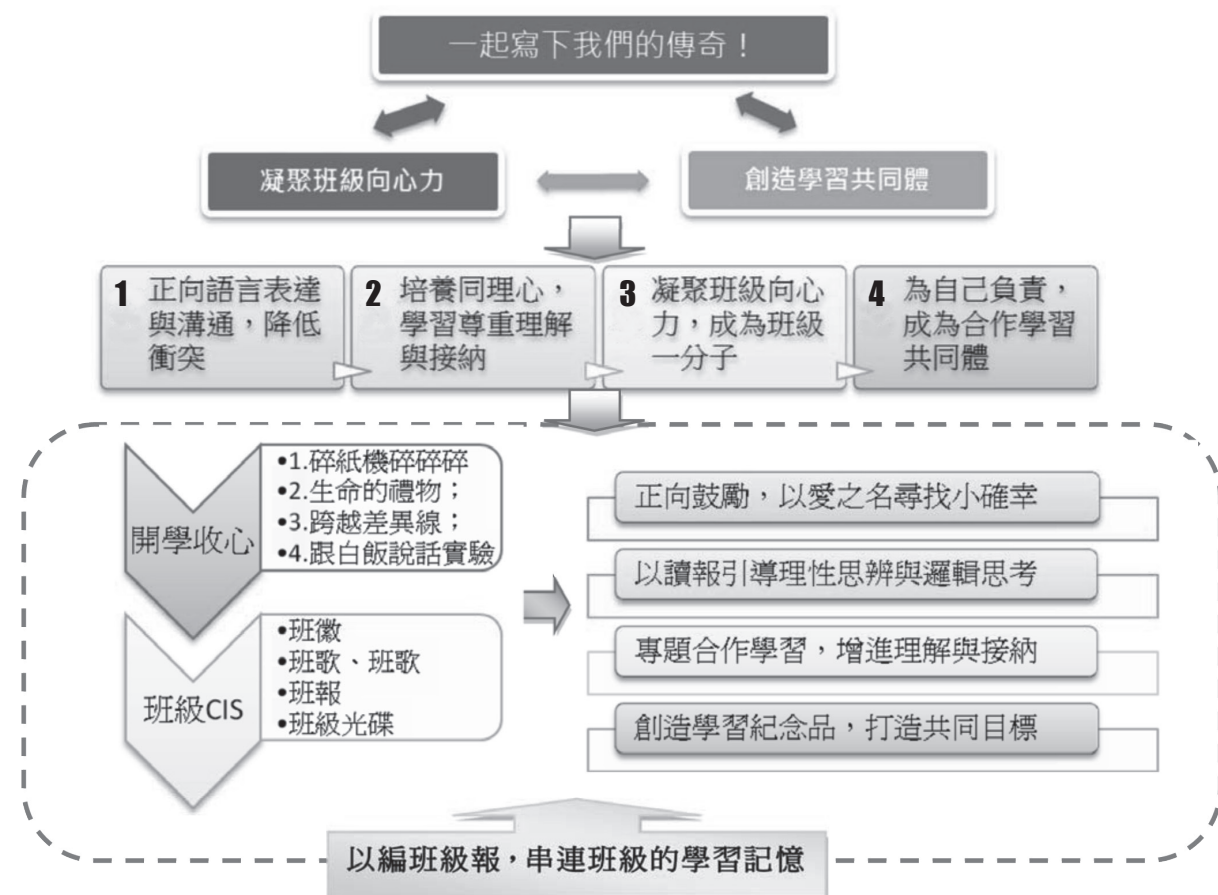 一起寫下我們的傳奇！
凝聚班級向心力
創造學習共同體
1 正向語言表達
與溝通，降低
衝突
2 培養同理心，
學習尊重理解
與接納
3 凝聚班級向心
力，成為班級
一分子
4 為自己負責，
成為合作學習
共同體
開學收心
•1.碎紙機碎碎碎
•2.生命的禮物；
•3.跨越差異線；
•4.跟白飯說話實驗
班級CIS
•班徽
•班歌、班歌
•班報
•班級光碟
正向鼓勵，以愛之名尋找小確幸
以讀報引導理性思辨與邏輯思考
專題合作學習，增進理解與接納
創造學習紀念品，打造共同目標
以編班級報，串連班級的學習記憶